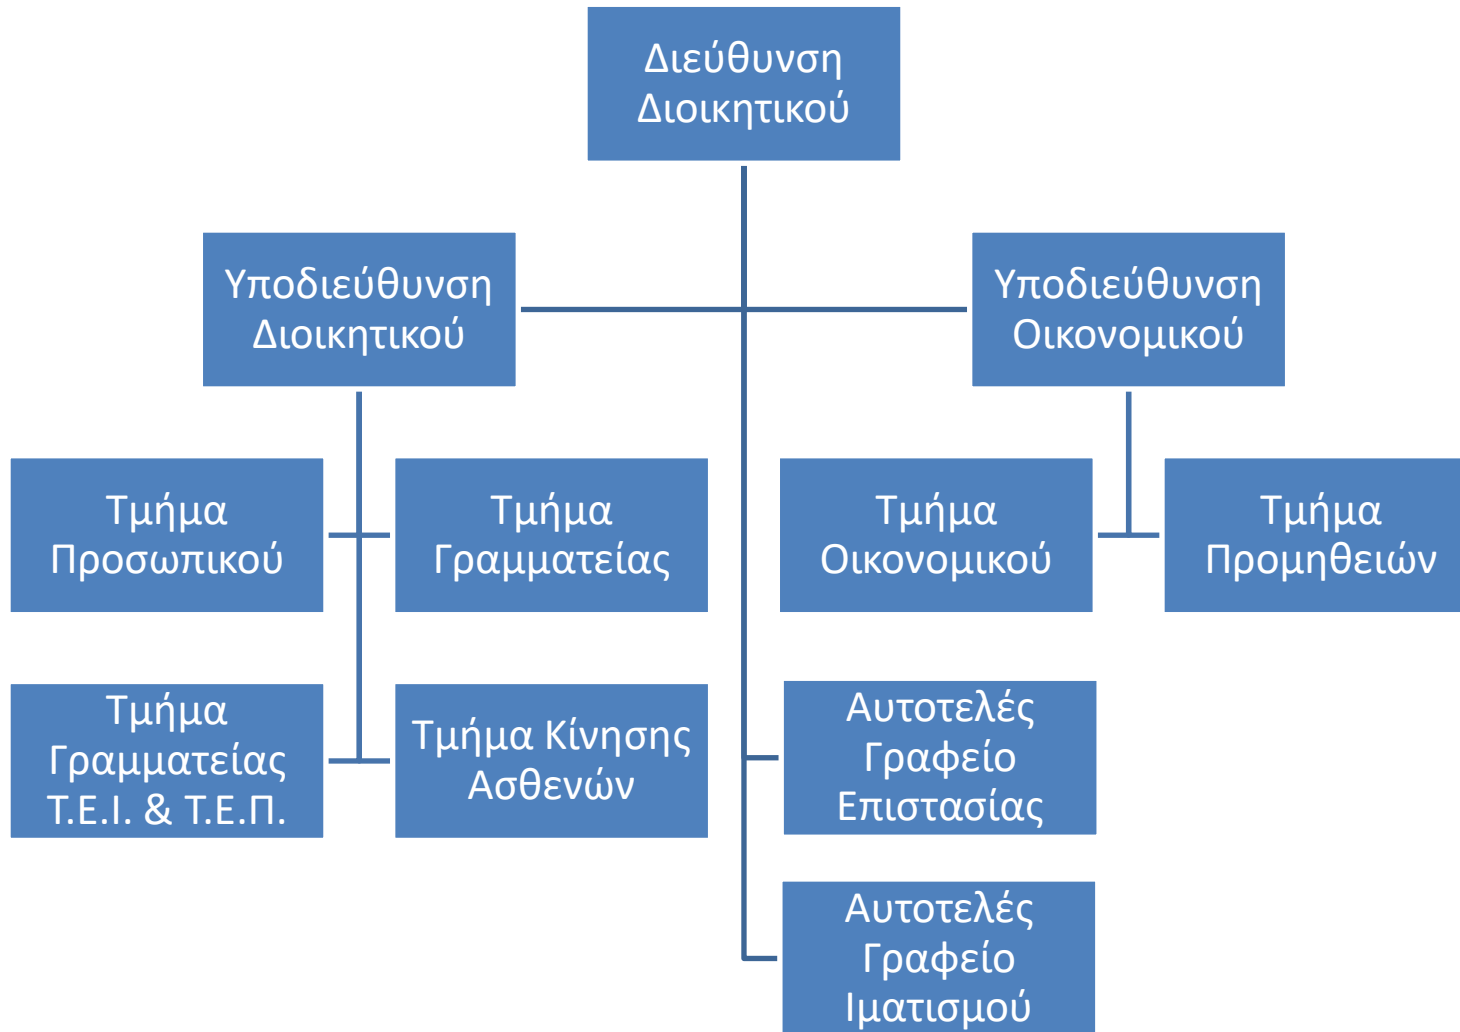 Διεύθυνση
Διοικητικού
Υποδιεύθυνση
Διοικητικού
Υποδιεύθυνση
Οικονομικού
Τμήμα
Προσωπικού
Τμήμα
Γραμματείας
Τμήμα
Οικονομικού
Τμήμα
Προμηθειών
Τμήμα
Γραμματείας
Τ.Ε.Ι. & Τ.Ε.Π.
Τμήμα Κίνησης
Ασθενών
Αυτοτελές
Γραφείο
Επιστασίας
Αυτοτελές
Γραφείο
Ιματισμού